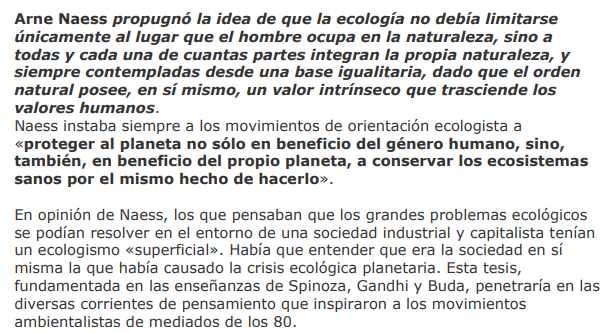 Arne Naess propugnó la idea de que la ecología no debía limitarse
únicamente al lugar que el hombre ocupa en la naturaleza, sino a
todas y cada una de cuantas partes integran la propia naturaleza, y
siempre contempladas desde una base igualitaria, dado que el orden
natural posee, en sí mismo, un valor intrínseco que trasciende los
valores humanos.
Naess instaba siempre a los movimientos de orientación ecologista a
«proteger al planeta no sólo en beneficio del género humano, sino,
también, en beneficio del propio planeta, a conservar los ecosistemas
sanos por el mismo hecho de hacerlo».
En opinión de Naess, los que pensaban que los grandes problemas ecológicos
se podían resolver en el entorno de una sociedad industrial y capitalista tenían
un ecologismo «superficial». Había que entender que era la sociedad en sí
misma la que había causado la crisis ecológica planetaria. Esta tesis,
fundamentada en las enseñanzas de Spinoza, Gandhi y Buda, penetraría en las
diversas corrientes de pensamiento que inspiraron a los movimientos
ambientalistas de mediados de los 80.